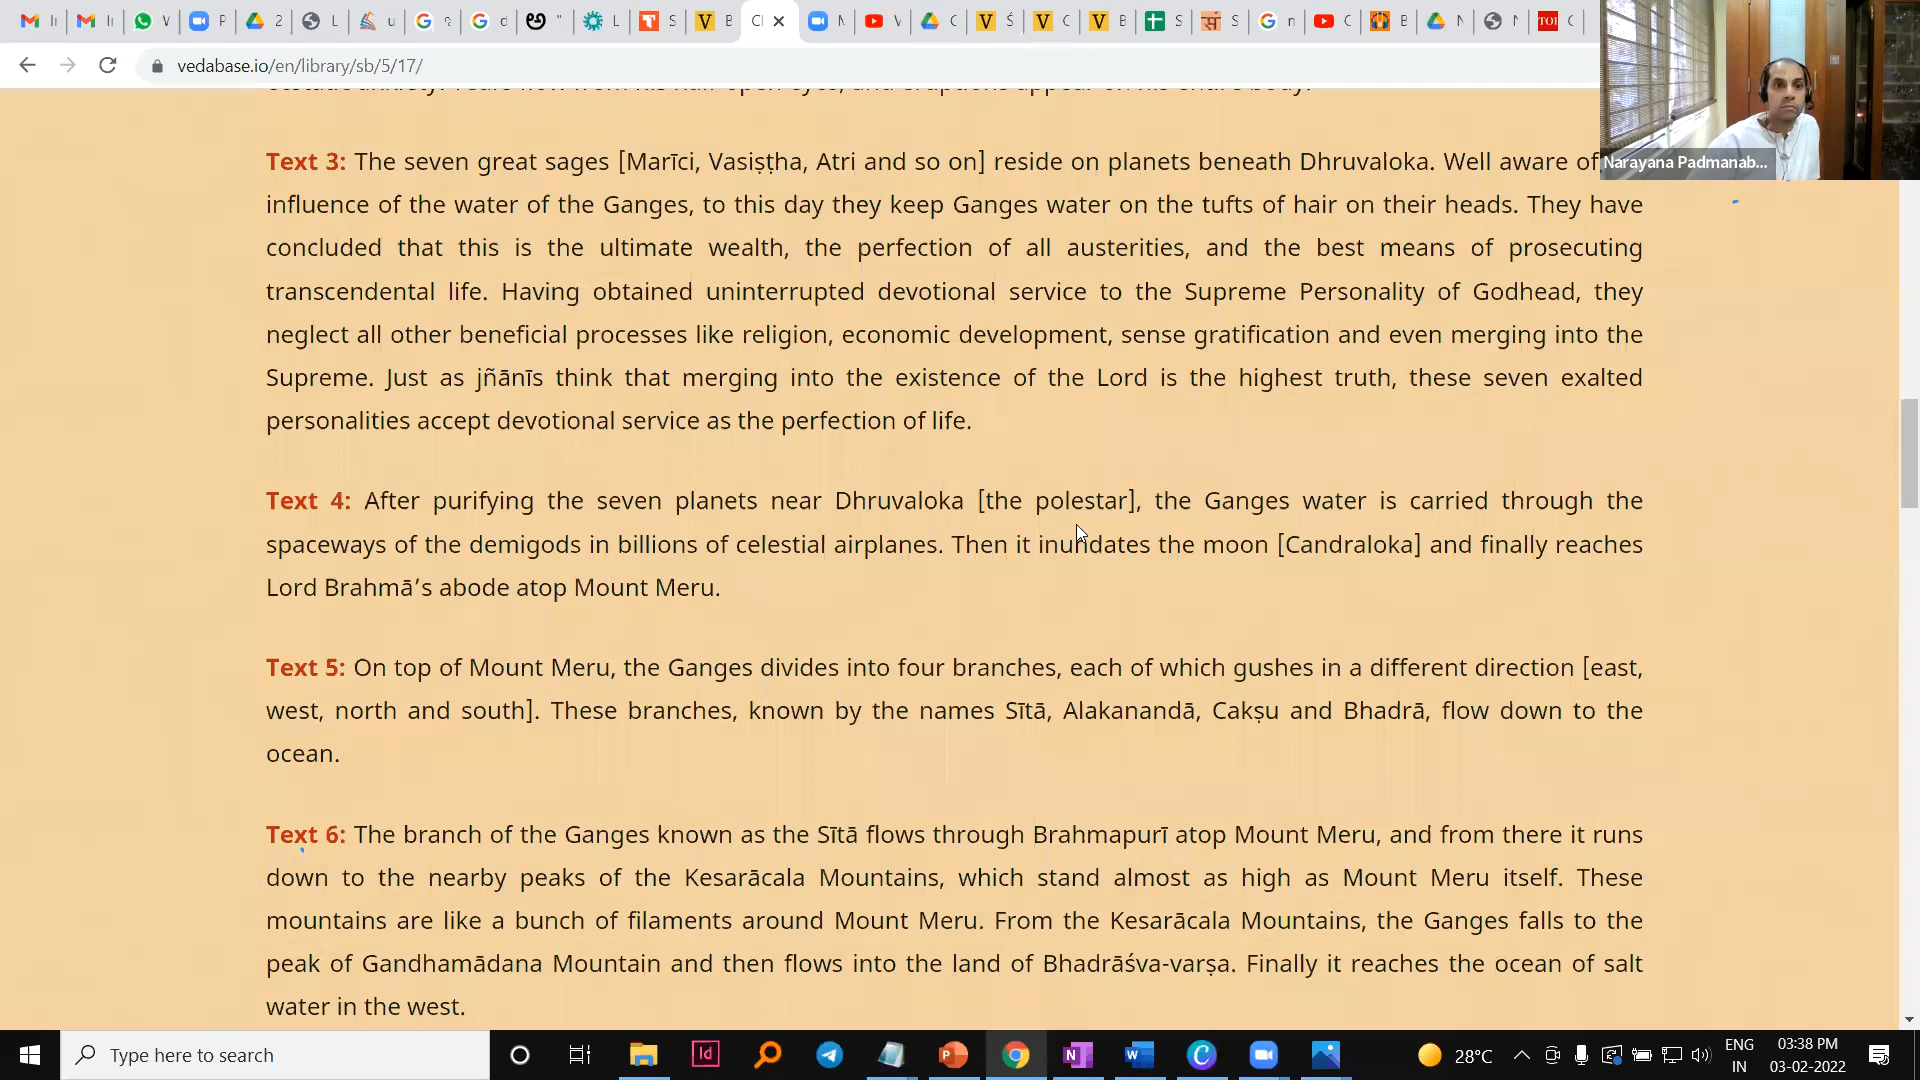 vedabase.io/en/library/sb/5/17/
Narayana Padmanab...
Text 3: The seven great sages [Marīci, Vasiṣṭha, Atri and so on] reside on planets beneath Dhruvaloka. Well aware of
influence of the water of the Ganges, to this day they keep Ganges water on the tufts of hair on their heads. They have
concluded that this is the ultimate wealth, the perfection of all austerities, and the best means of prosecuting
transcendental life. Having obtained uninterrupted devotional service to the Supreme Personality of Godhead, they
neglect all other beneficial processes like religion, economic development, sense gratification and even merging into the
Supreme. Just as jñānīs think that merging into the existence of the Lord is the highest truth, these seven exalted
personalities accept devotional service as the perfection of life.
Text 4: After purifying the seven planets near Dhruvaloka [the polestar], the Ganges water is carried through the
spaceways of the demigods in billions of celestial airplanes. Then it inundates the moon [Candraloka] and finally reaches
Lord Brahmā’s abode atop Mount Meru.
Text 5: On top of Mount Meru, the Ganges divides into four branches, each of which gushes in a different direction [east,
west, north and south]. These branches, known by the names Sītā, Alakanandā, Cakṣu and Bhadrā, flow down to the
ocean.
Text 6: The branch of the Ganges known as the Sītā flows through Brahmapurī atop Mount Meru, and from there it runs
down to the nearby peaks of the Kesarācala Mountains, which stand almost as high as Mount Meru itself. These
mountains are like a bunch of filaments around Mount Meru. From the Kesarācala Mountains, the Ganges falls to the
peak of Gandhamādana Mountain and then flows into the land of Bhadrāśva-varṣa. Finally it reaches the ocean of salt
water in the west.
Type here to search
28°C
ENG
IN
03:38 PM
03-02-2022